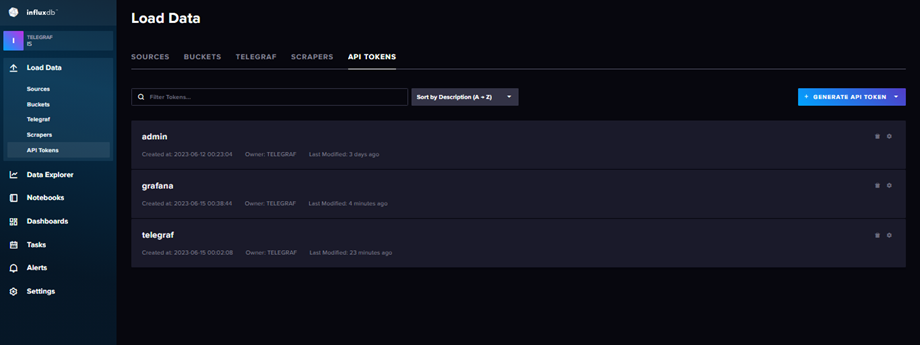 influxdb™
Load Data
I
TELEGRAF
IS
Load Data
Sources
Buckets
Telegraf
Scrapers
API Tokens
Data Explorer
Notebooks
Dashboards
Tasks
Alerts
Settings
SOURCES BUCKETS TELEGRAF SCRAPERS API TOKENS
Filter Tokens... Sort by Description (A → Z) + GENERATE API TOKEN
admin
Created at: 2023-06-12 00:23:04 Owner: TELEGRAF Last Modified: 3 days ago
grafana
Created at: 2023-06-15 00:38:44 Owner: TELEGRAF Last Modified: 4 minutes ago
telegraf
Created at: 2023-06-15 00:02:08 Owner: TELEGRAF Last Modified: 23 minutes ago